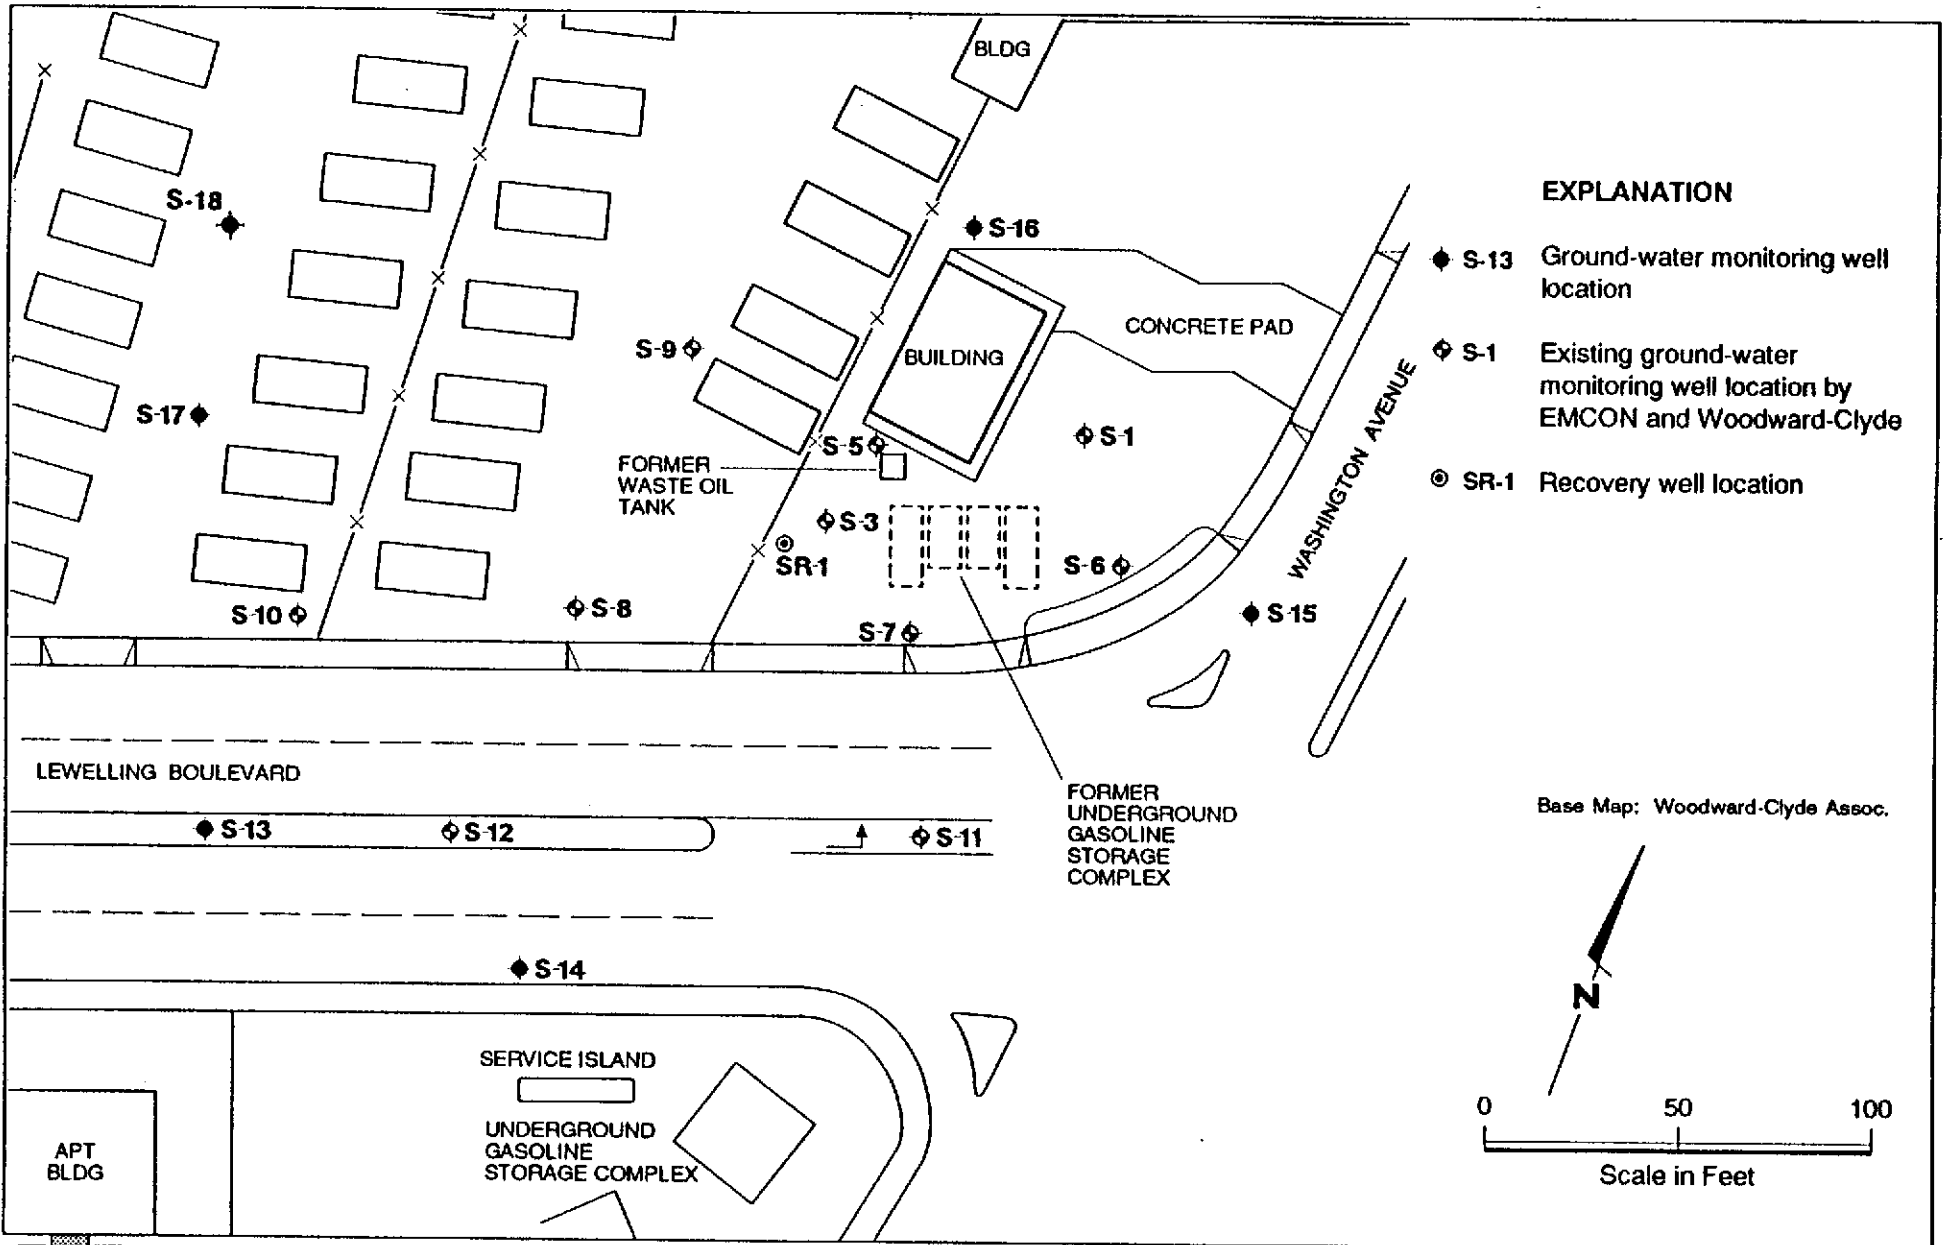 BLDG
S-18
S-16
EXPLANATION
S-13 Ground-water monitoring well
location
CONCRETE PAD
S-9
BUILDING
S-1 Existing ground-water
monitoring well location by
EMCON and Woodward-Clyde
S-17
S-5
S-1
WASHINGTON AVENUE
FORMER
WASTE OIL
TANK
SR-1 Recovery well location
S-3
SR-1
S-6
S-10
S-8
S-7
S-15
LEWELLING BOULEVARD
FORMER
UNDERGROUND
GASOLINE
STORAGE
COMPLEX
Base Map: Woodward-Clyde Assoc.
S-13
S-12
S-11
S-14
N
SERVICE ISLAND
UNDERGROUND
GASOLINE
STORAGE COMPLEX
APT
BLDG
0 50 100
Scale in Feet